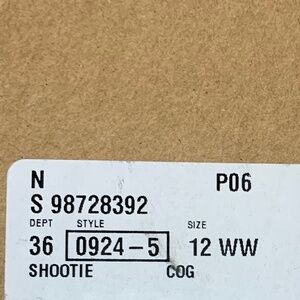 N P06
S 98728392
DEPT STYLE SIZE
36 0924-5 12 WW
SHOOTIE COG